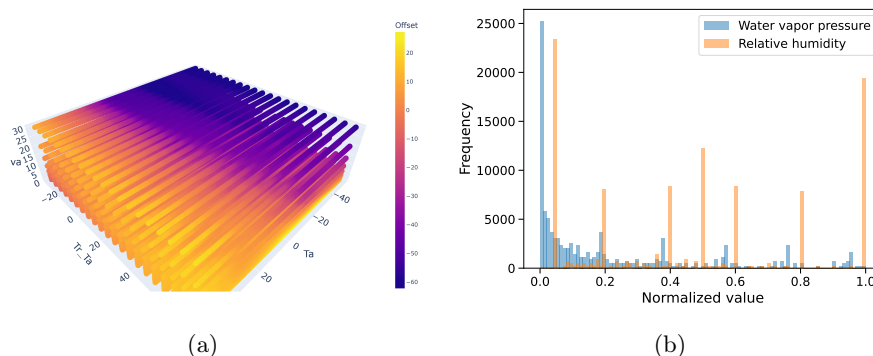 Offset
20
10
0
−10
−20
−30
−40
−50
−60
30
25
20
15
10
5
0
va
−20
0
20
40
Tr_Ta
−40
−20
0
20
Ta
(a)
25000
20000
15000
10000
5000
0
Frequency
Water vapor pressure
Relative humidity
0.0 0.2 0.4 0.6 0.8 1.0
Normalized value
(b)